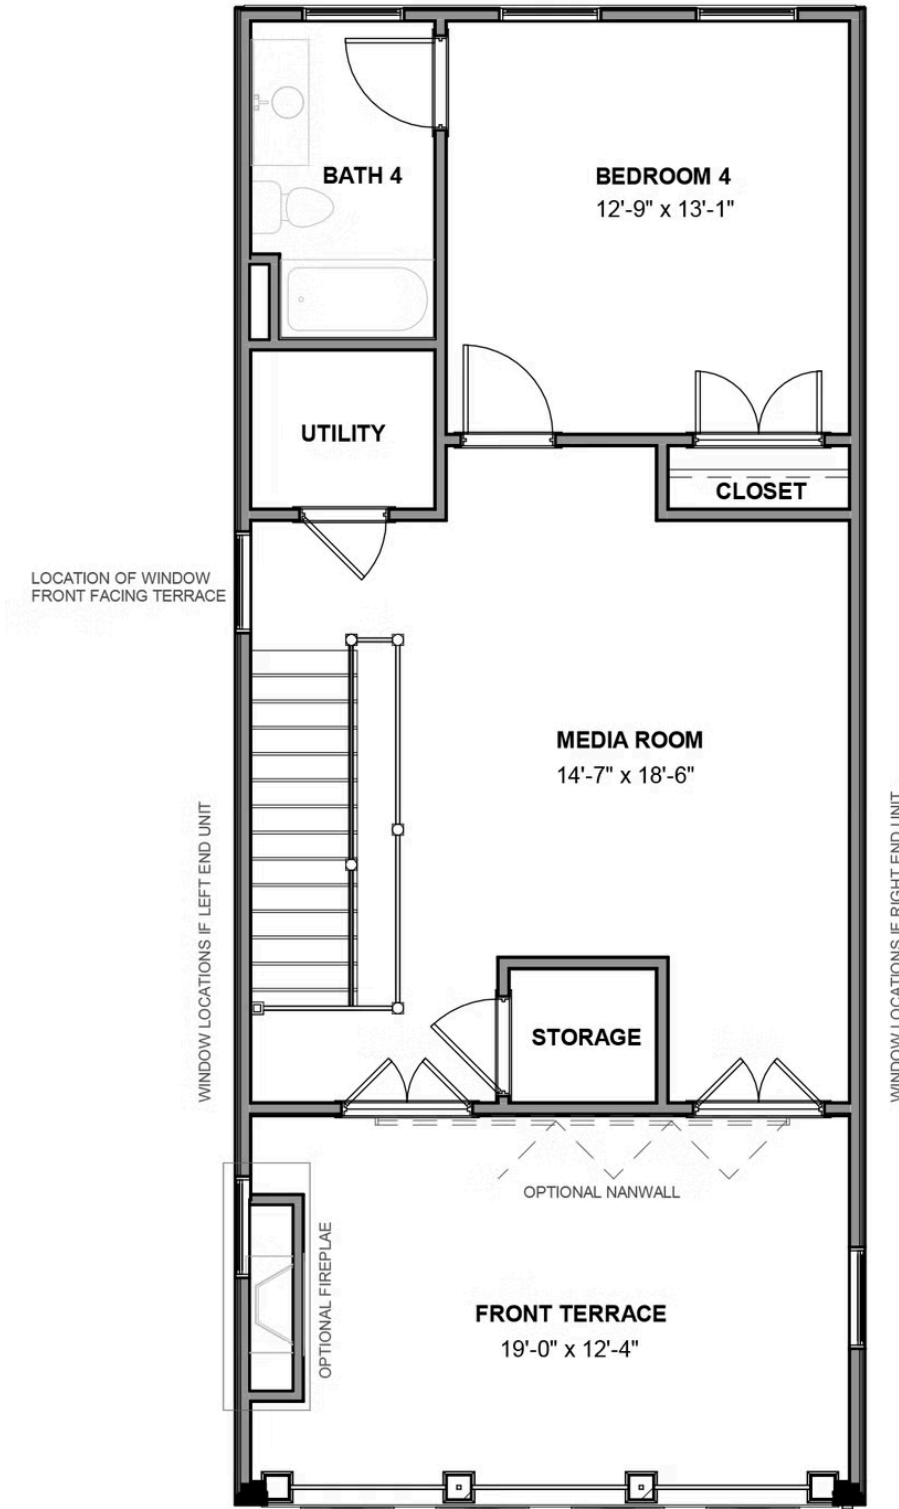 BATH 4
BEDROOM 4
12'-9" x 13'-1"
UTILITY
CLOSET
LOCATION OF WINDOW
FRONT FACING TERRACE
MEDIA ROOM
14'-7" x 18'-6"
WINDOW LOCATIONS IF LEFT END UNIT
WINDOW LOCATIONS IF RIGHT END UNIT
STORAGE
OPTIONAL NANWALL
OPTIONAL FIREPLAE
FRONT TERRACE
19'-0" x 12'-4"